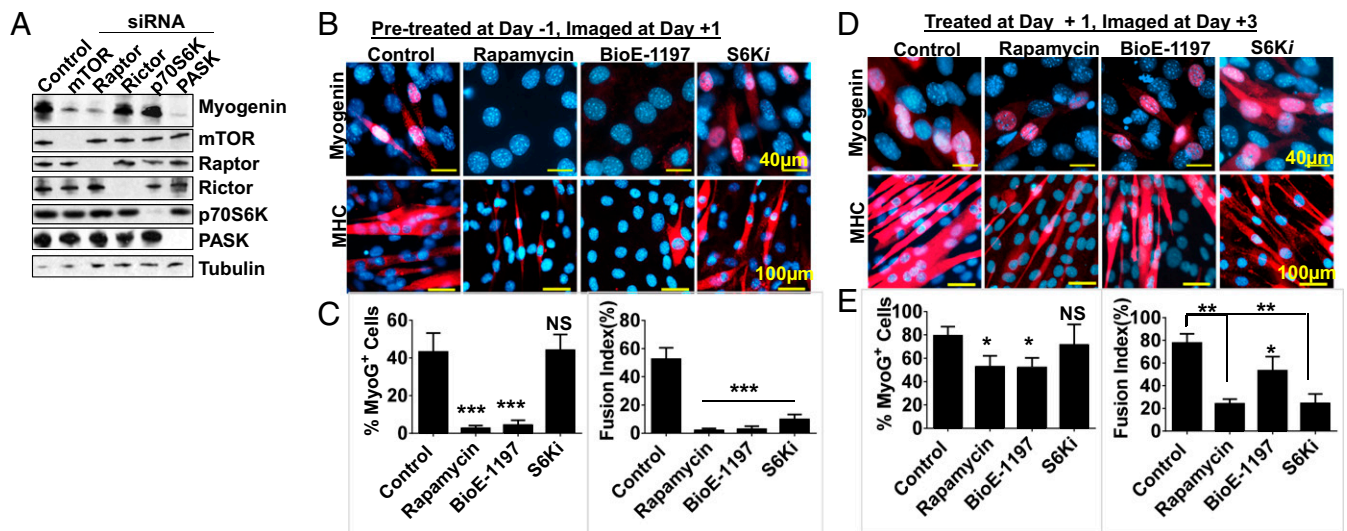 A
siRNA
Control
mTOR
Raptor
Rictor
p70S6K
PASK
Myogenin
mTOR
Raptor
Rictor
p70S6K
PASK
Tubulin
B
Pre-treated at Day -1, Imaged at Day +1
Control Rapamycin BioE-1197 S6Ki
Myogenin
40µm
MHC
100µm
C
% MyoG+ Cells
60
40
20
0
*** *** NS
Control Rapamycin BioE-1197 S6Ki
Fusion Index(%)
80
60
40
20
0
***
Control Rapamycin BioE-1197 S6Ki
D
Treated at Day + 1, Imaged at Day +3
Control Rapamycin BioE-1197 S6Ki
Myogenin
40µm
MHC
100µm
E
% MyoG+ Cells
100
80
60
40
20
0
* * NS
Control Rapamycin BioE-1197 S6Ki
Fusion Index(%)
100
80
60
40
20
0
** ** *
Control Rapamycin BioE-1197 S6Ki